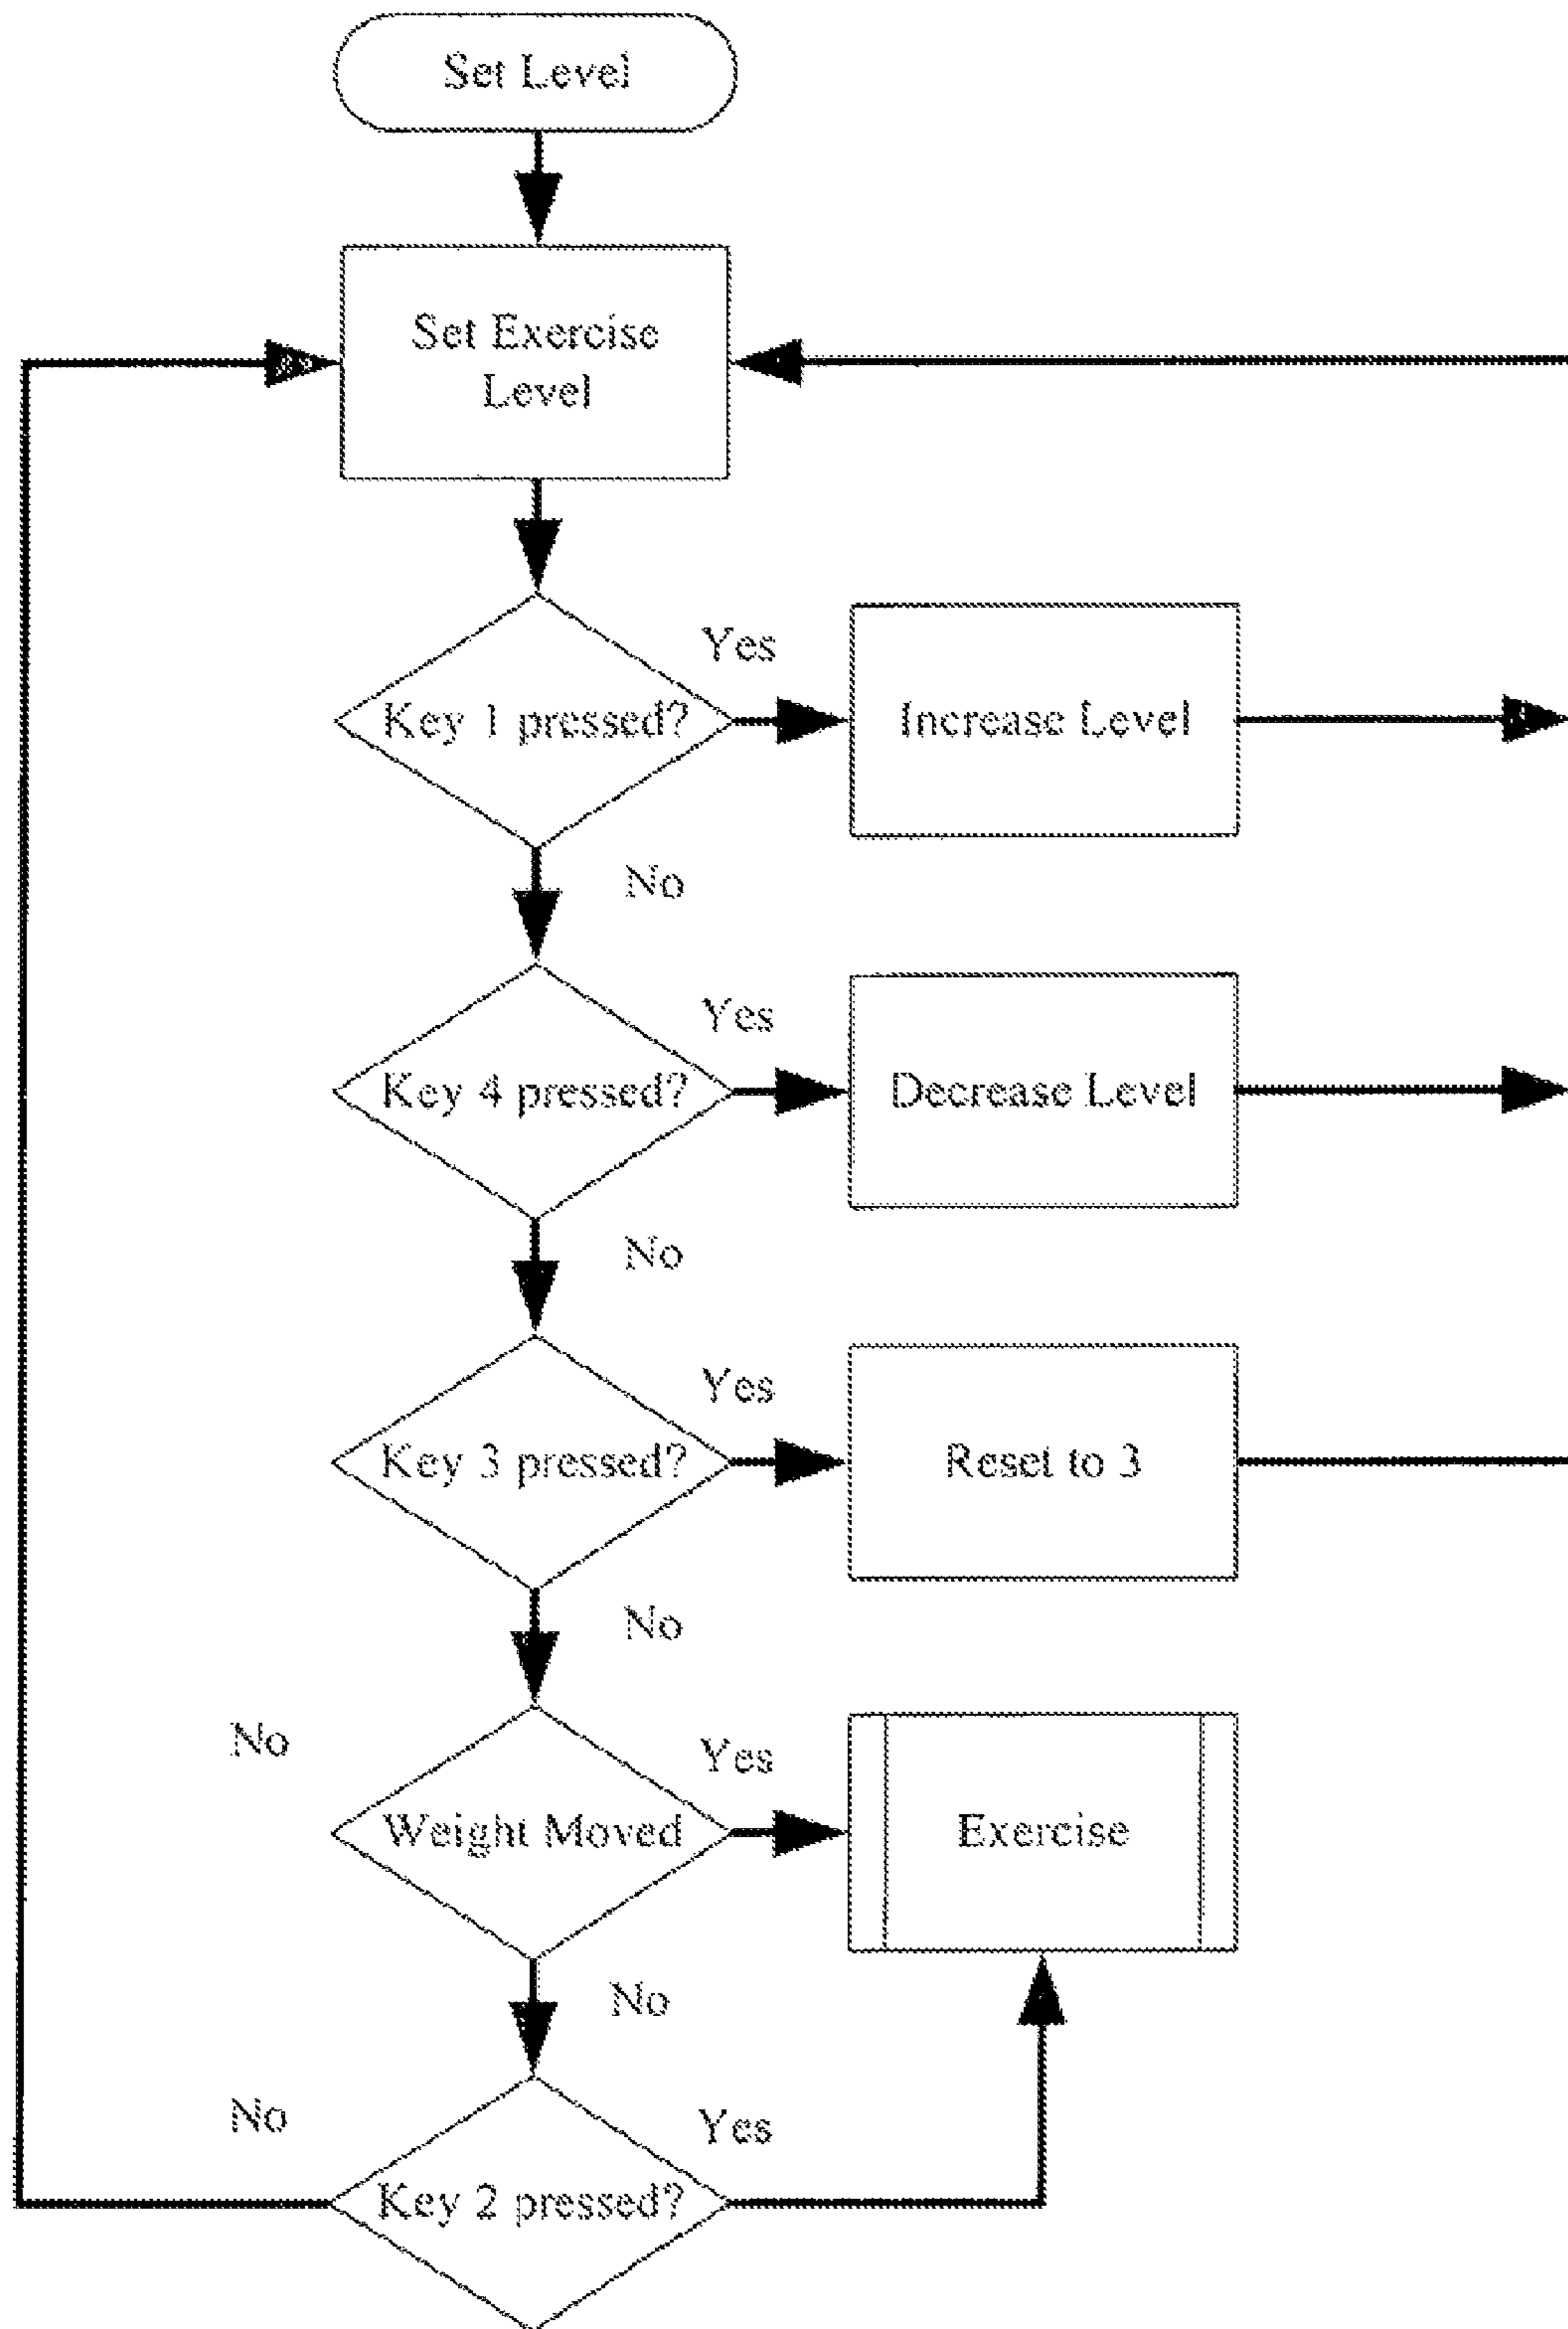 Set Level
Set Exercise
Level
Yes
Key 1 pressed?
Increase Level
No
Yes
Key 4 pressed?
Decrease Level
No
Yes
Key 3 pressed?
Reset to 3
No
No
Yes
Weight Moved
Exercise
No
No
Yes
Key 2 pressed?